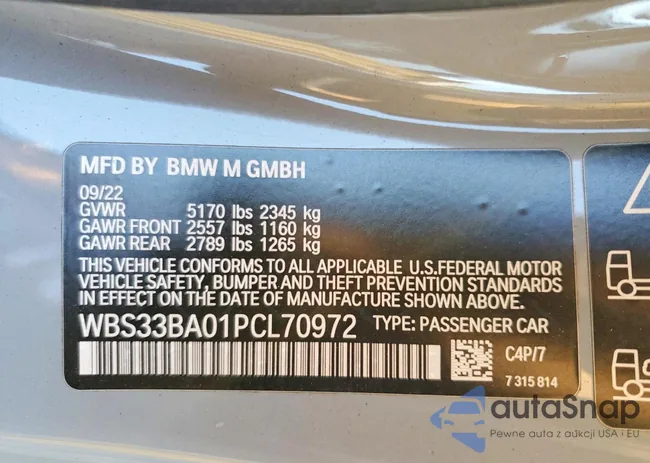 MFD BY BMW M GMBH
09/22
GVWR 5170 lbs 2345 kg
GAWR FRONT 2557 lbs 1160 kg
GAWR REAR 2789 lbs 1265 kg
THIS VEHICLE CONFORMS TO ALL APPLICABLE U.S.FEDERAL MOTOR
VEHICLE SAFETY, BUMPER AND THEFT PREVENTION STANDARDS
IN EFFECT ON THE DATE OF MANUFACTURE SHOWN ABOVE.
WBS33BA01PCL70972 TYPE: PASSENGER CAR
C4P/7
7 315 814
autaSnap
Pewne auta z aukcji USA i EU